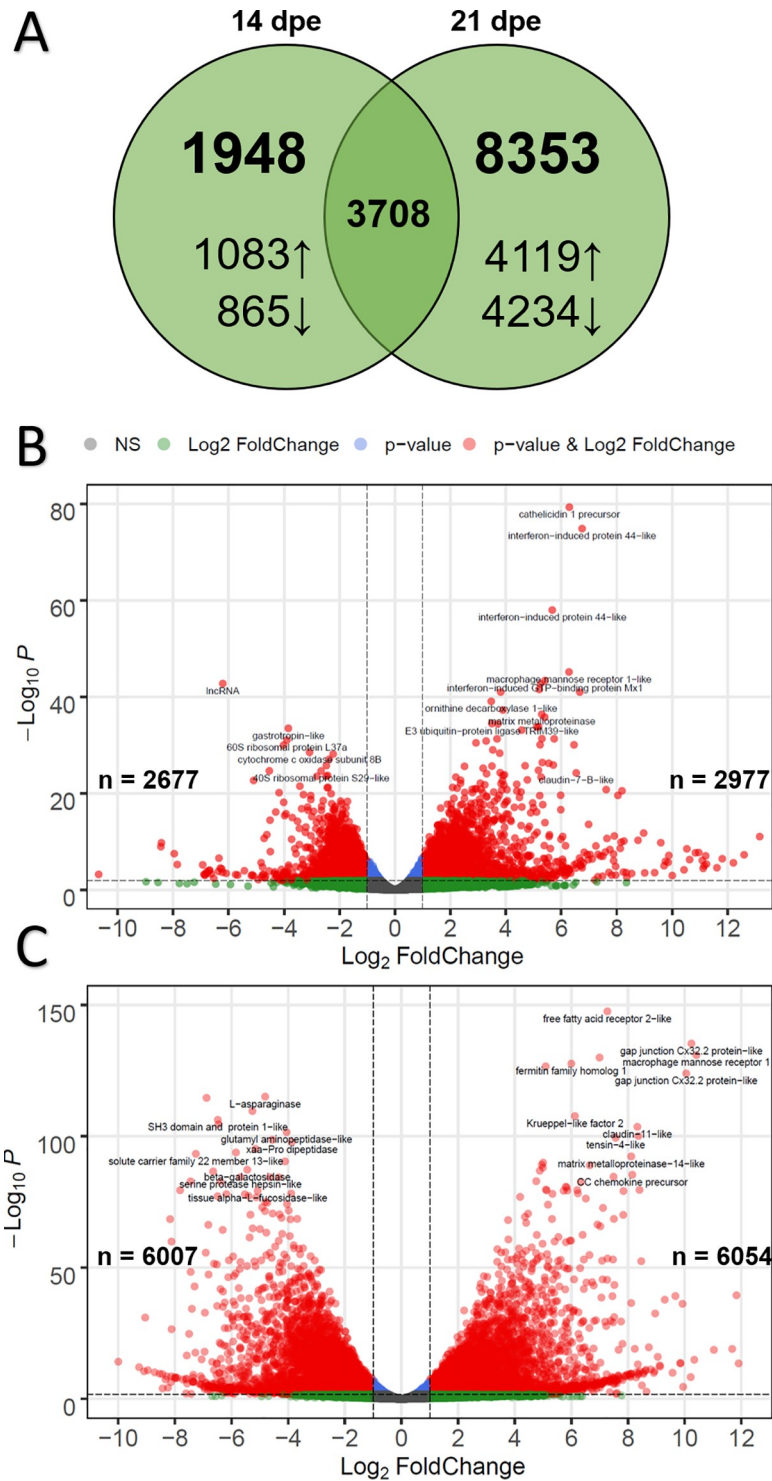 A
14 dpe 21 dpe
1948 8353
3708
1083↑ 4119↑
865↓ 4234↓
B
NS Log2 FoldChange p−value p−value & Log2 FoldChange
80
cathelicidin 1 precursor
interferon−induced protein 44−like
60
interferon−induced protein 44−like
macrophage mannose receptor 1−like
lncRNA
interferon−induced GTP−binding protein Mx1
40
ornithine decarboxylase 1−like
matrix metalloproteinase
gastrotropin−like
E3 ubiquitin−protein ligase TRIM39−like
60S ribosomal protein L37a
cytochrome c oxidase subunit 8B
40S ribosomal protein S29−like
claudin−7−B−like
n = 2677 n = 2977
20
0
−Log10 P
−10 −8 −6 −4 −2 0 2 4 6 8 10 12
Log2 FoldChange
C
150
free fatty acid receptor 2−like
gap junction Cx32.2 protein−like
macrophage mannose receptor 1
fermitin family homolog 1
gap junction Cx32.2 protein−like
L−asparaginase
SH3 domain and protein 1−like
Krueppel−like factor 2
claudin−11−like
100
glutamyl aminopeptidase−like
tensin−4−like
xaa−Pro dipeptidase
solute carrier family 22 member 13−like
matrix metalloproteinase−14−like
beta−galactosidase
CC chemokine precursor
serine protease hepsin−like
tissue alpha−L−fucosidase−like
n = 6007 n = 6054
50
0
−Log10 P
−10 −8 −6 −4 −2 0 2 4 6 8 10 12
Log2 FoldChange